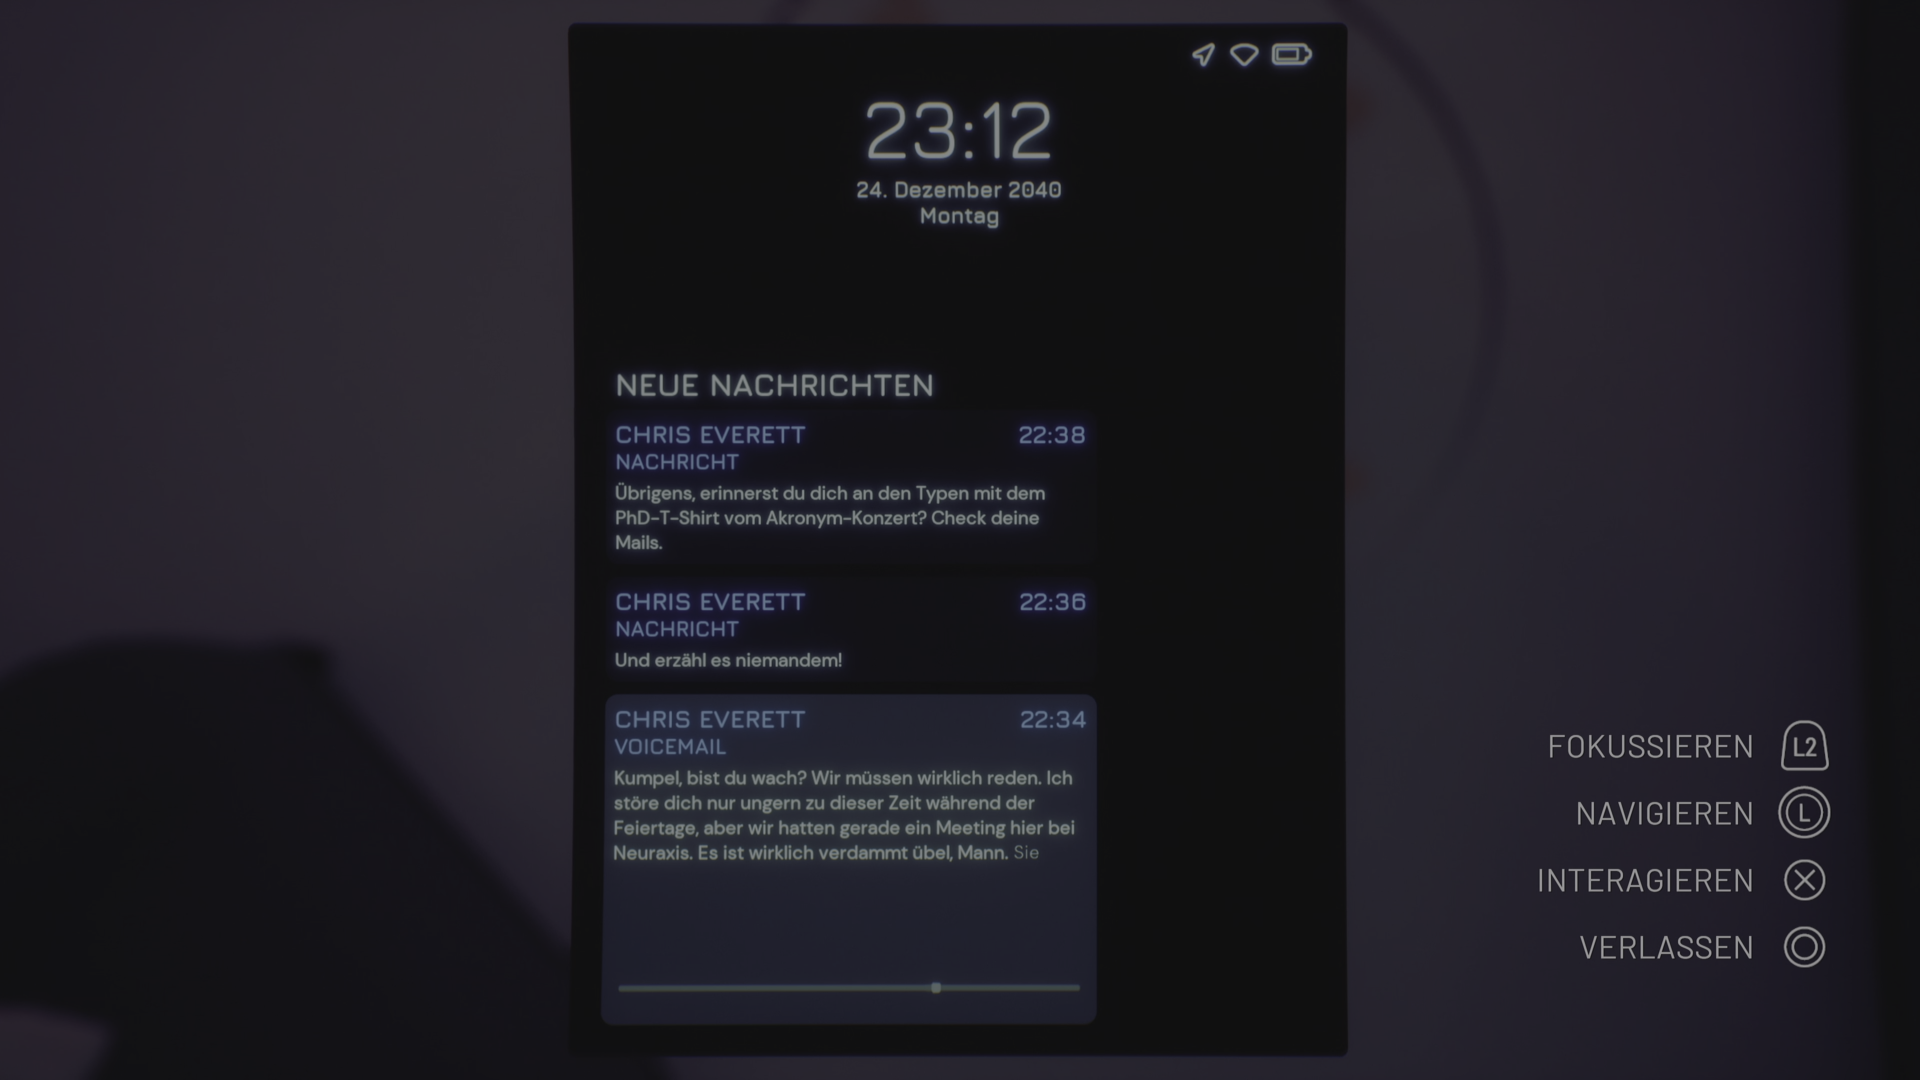 23:12
24. Dezember 2040
Montag
NEUE NACHRICHTEN
CHRIS EVERETT 22:38
NACHRICHT
Übrigens, erinnerst du dich an den Typen mit dem
PhD-T-Shirt vom Akronym-Konzert? Check deine
Mails.
CHRIS EVERETT 22:36
NACHRICHT
Und erzähl es niemandem!
CHRIS EVERETT 22:34
VOICEMAIL
Kumpel, bist du wach? Wir müssen wirklich reden. Ich
störe dich nur ungern zu dieser Zeit während der
Feiertage, aber wir hatten gerade ein Meeting hier bei
Neuraxis. Es ist wirklich verdammt übel, Mann. Sie
FOKUSSIEREN L2
NAVIGIEREN L
INTERAGIEREN
VERLASSEN